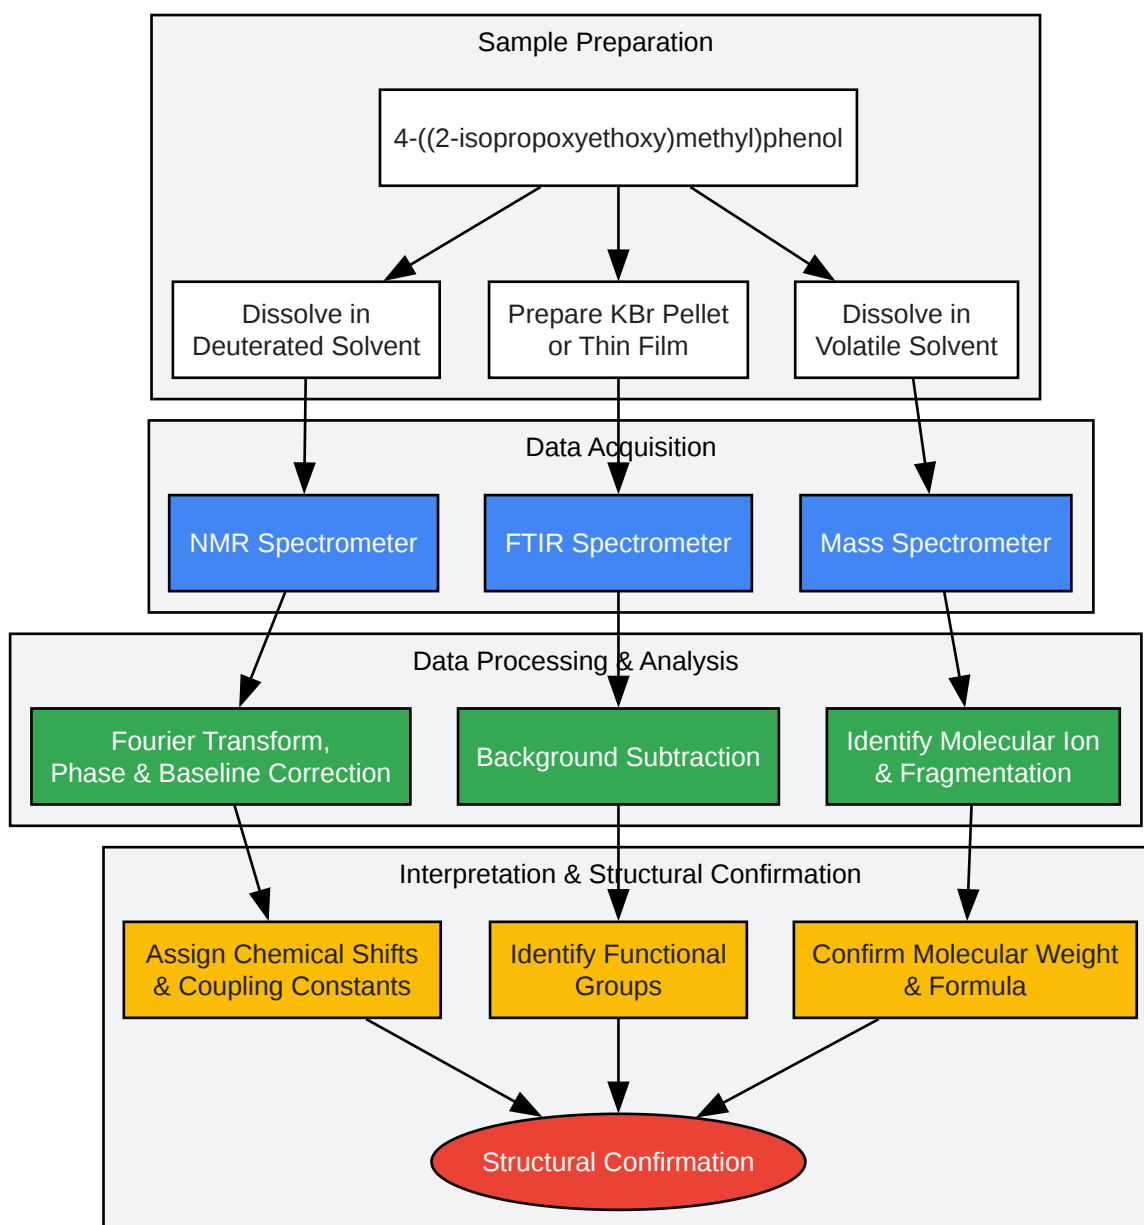 Sample Preparation
4-((2-isopropoxyethoxy)methyl)phenol
Dissolve in
Deuterated Solvent
Prepare KBr Pellet
or Thin Film
Dissolve in
Volatile Solvent
Data Acquisition
NMR Spectrometer
FTIR Spectrometer
Mass Spectrometer
Data Processing & Analysis
Fourier Transform,
Phase & Baseline Correction
Background Subtraction
Identify Molecular Ion
& Fragmentation
Interpretation & Structural Confirmation
Assign Chemical Shifts
& Coupling Constants
Identify Functional
Groups
Confirm Molecular Weight
& Formula
Structural Confirmation